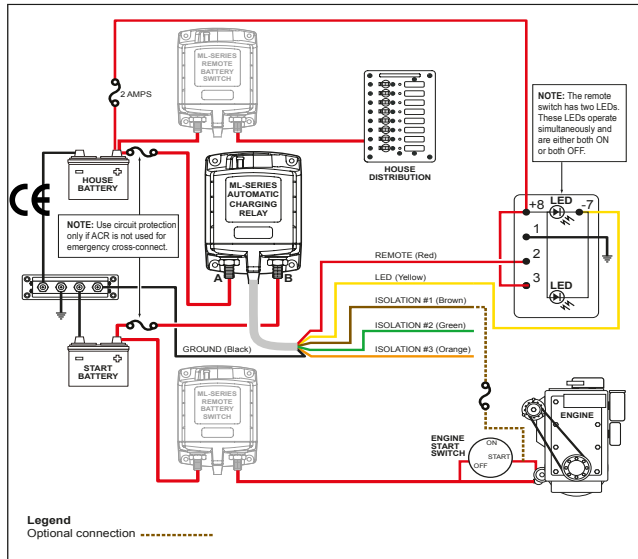 ML-SERIES
REMOTE
BATTERY
SWITCH
2 AMPS
NOTE: The remote
switch has two LEDs.
These LEDs operate
simultaneously and
are either both ON
or both OFF.
HOUSE
BATTERY
- +
HOUSE
DISTRIBUTION
ML-SERIES
AUTOMATIC
CHARGING
RELAY
CE
NOTE: Use circuit protection
only if ACR is not used for
emergency cross-connect.
A B
+8 LED -7
1
2
3
LED
REMOTE (Red)
LED (Yellow)
ISOLATION #1 (Brown)
ISOLATION #2 (Green)
ISOLATION #3 (Orange)
GROUND (Black)
- +
START
BATTERY
ML-SERIES
REMOTE
BATTERY
SWITCH
ENGINE
START
SWITCH
ON
START
OFF
ENGINE
Legend
Optional connection